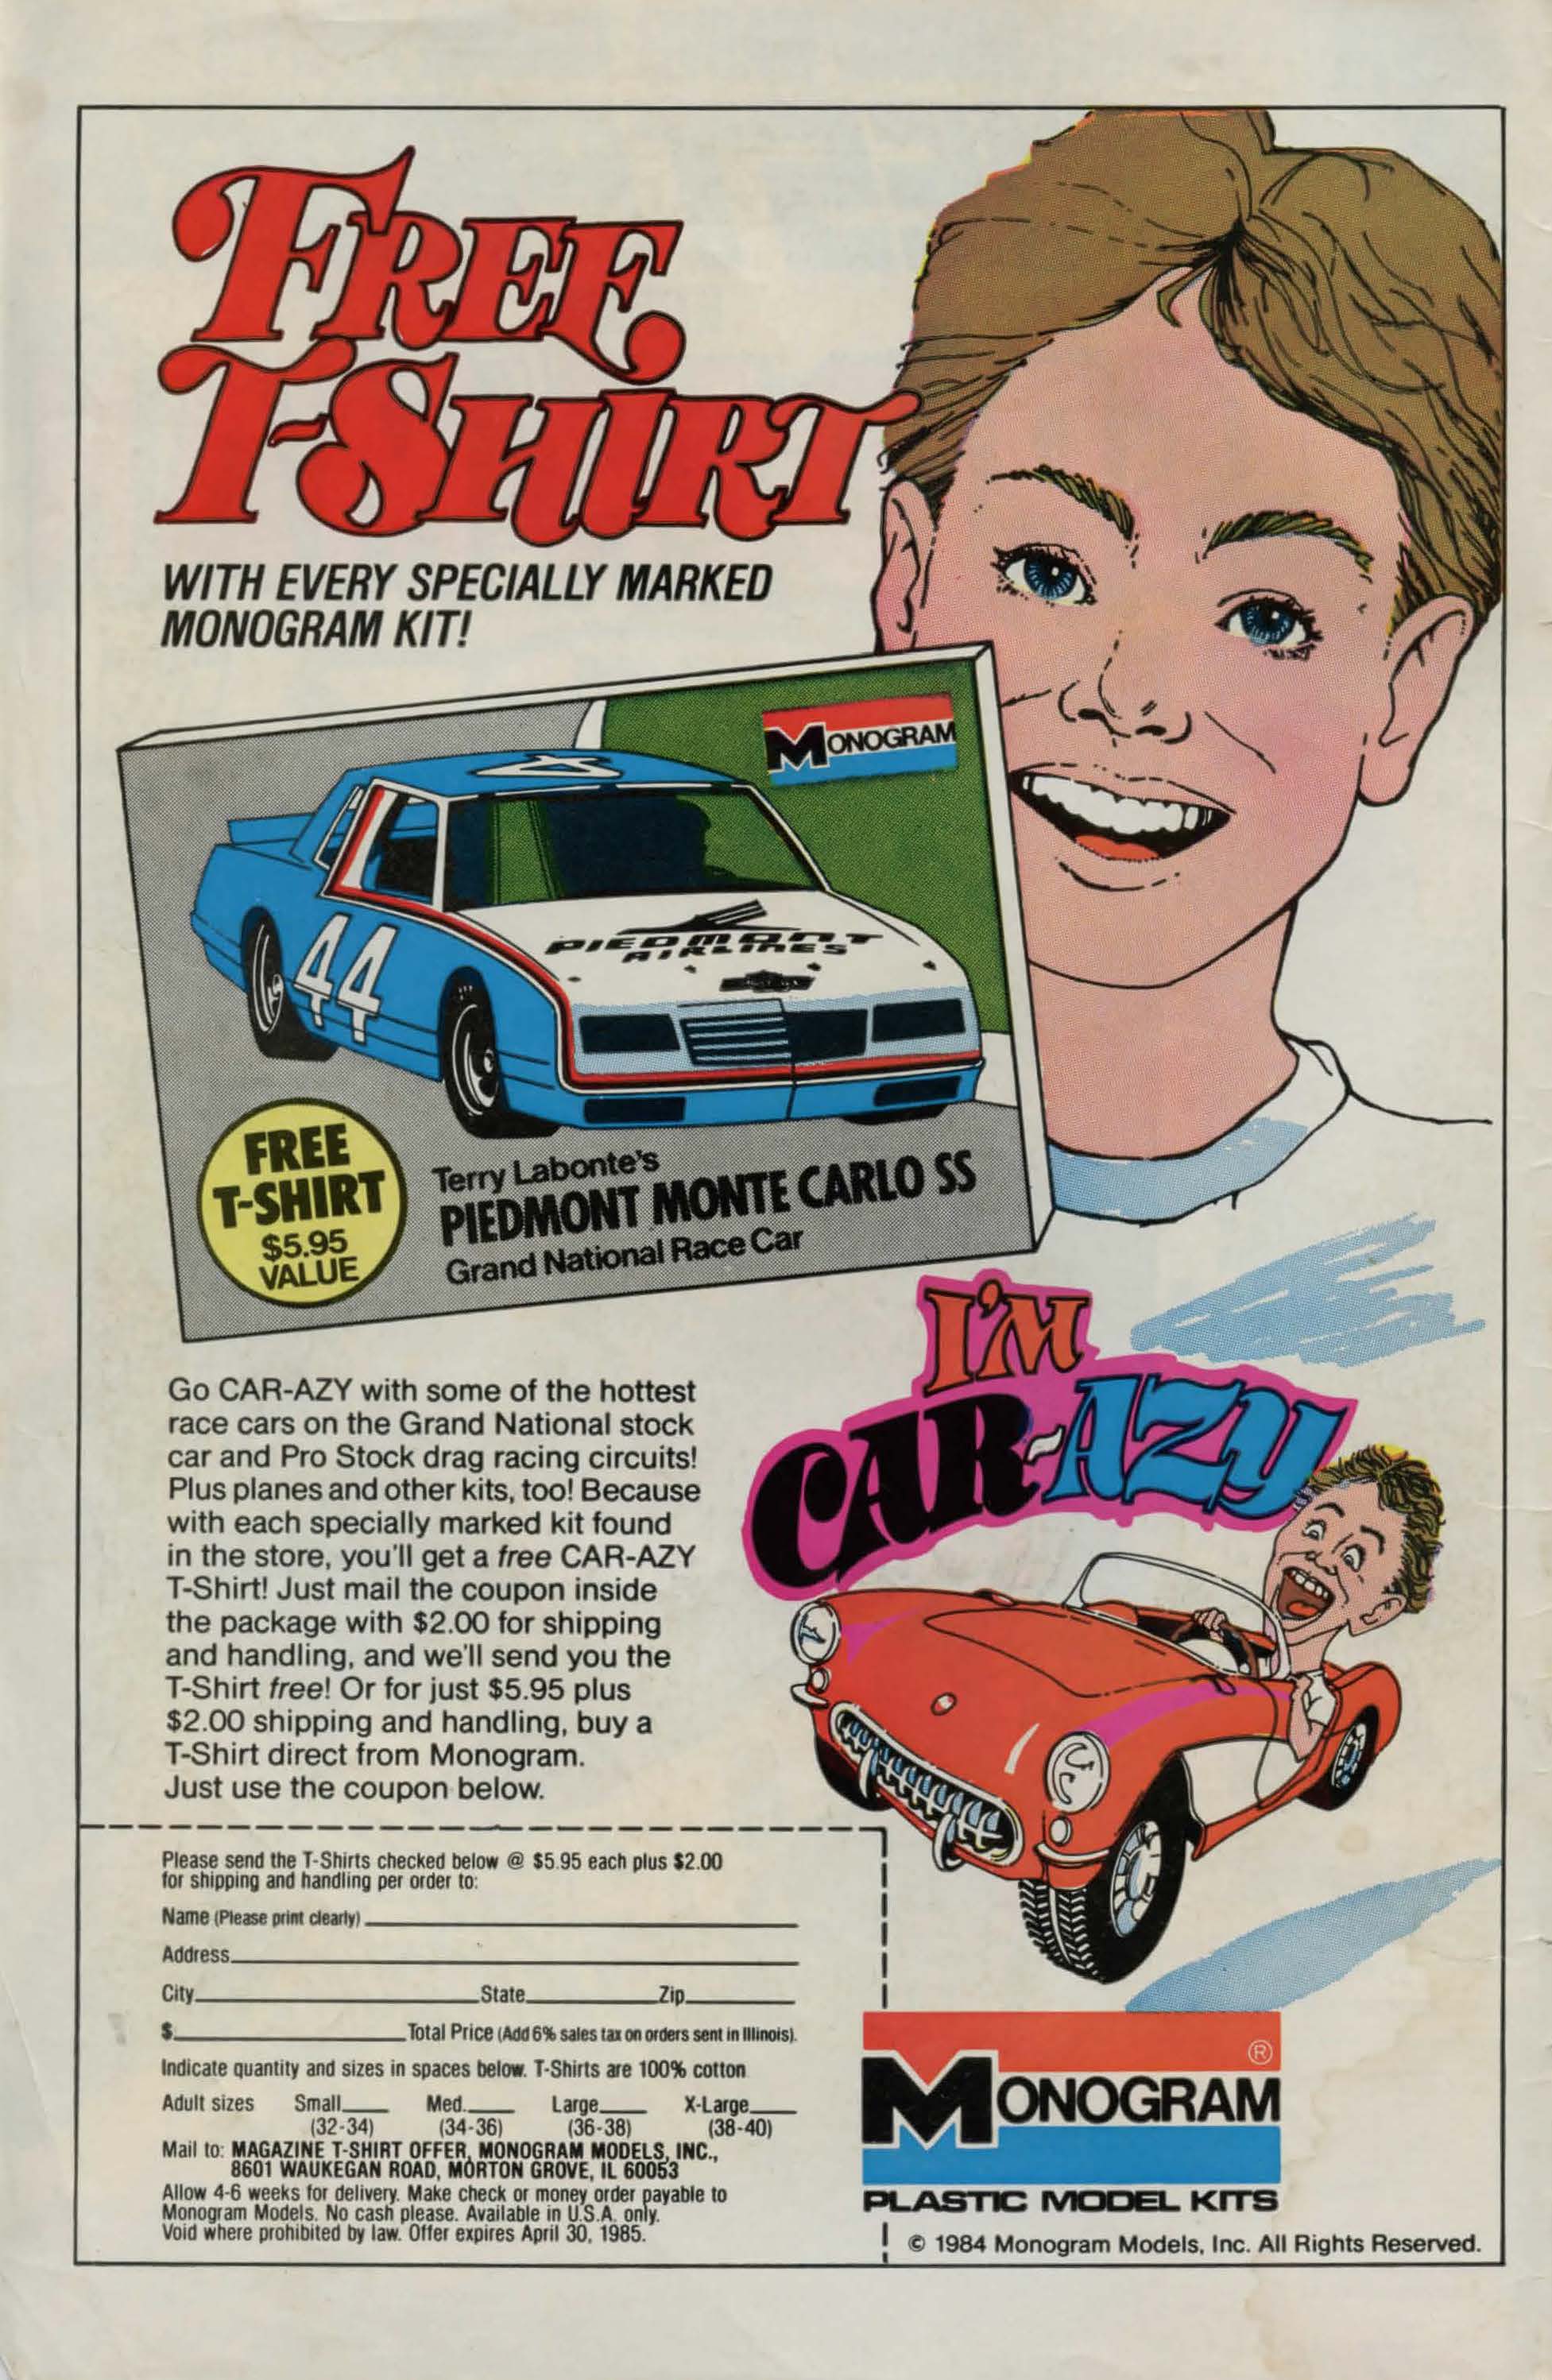 FREE
T-SHIRT
WITH EVERY SPECIALLY MARKED
MONOGRAM KIT!
MONOGRAM
44
PIEDMONT
AIRLINES
44
FREE
T-SHIRT
$5.95
VALUE
Terry Labonte's
PIEDMONT MONTE CARLO SS
Grand National Race Car
I'M
CAR-AZY
Go CAR-AZY with some of the hottest
race cars on the Grand National stock
car and Pro Stock drag racing circuits!
Plus planes and other kits, too! Because
with each specially marked kit found
in the store, you'll get a free CAR-AZY
T-Shirt! Just mail the coupon inside
the package with $2.00 for shipping
and handling, and we'll send you the
T-Shirt free! Or for just $5.95 plus
$2.00 shipping and handling, buy a
T-Shirt direct from Monogram.
Just use the coupon below.
Please send the T-Shirts checked below @ $5.95 each plus $2.00
for shipping and handling per order to:
Name (Please print clearly)
Address
City State Zip
$ Total Price (Add 6% sales tax on orders sent in Illinois).
Indicate quantity and sizes in spaces below. T-Shirts are 100% cotton
Adult sizes Small Med. Large X-Large
(32-34) (34-36) (36-38) (38-40)
Mail to: MAGAZINE T-SHIRT OFFER, MONOGRAM MODELS, INC.,
8601 WAUKEGAN ROAD, MORTON GROVE, IL 60053
Allow 4-6 weeks for delivery. Make check or money order payable to
Monogram Models. No cash please. Available in U.S.A. only.
Void where prohibited by law. Offer expires April 30, 1985.
MONOGRAM®
PLASTIC MODEL KITS
© 1984 Monogram Models, Inc. All Rights Reserved.